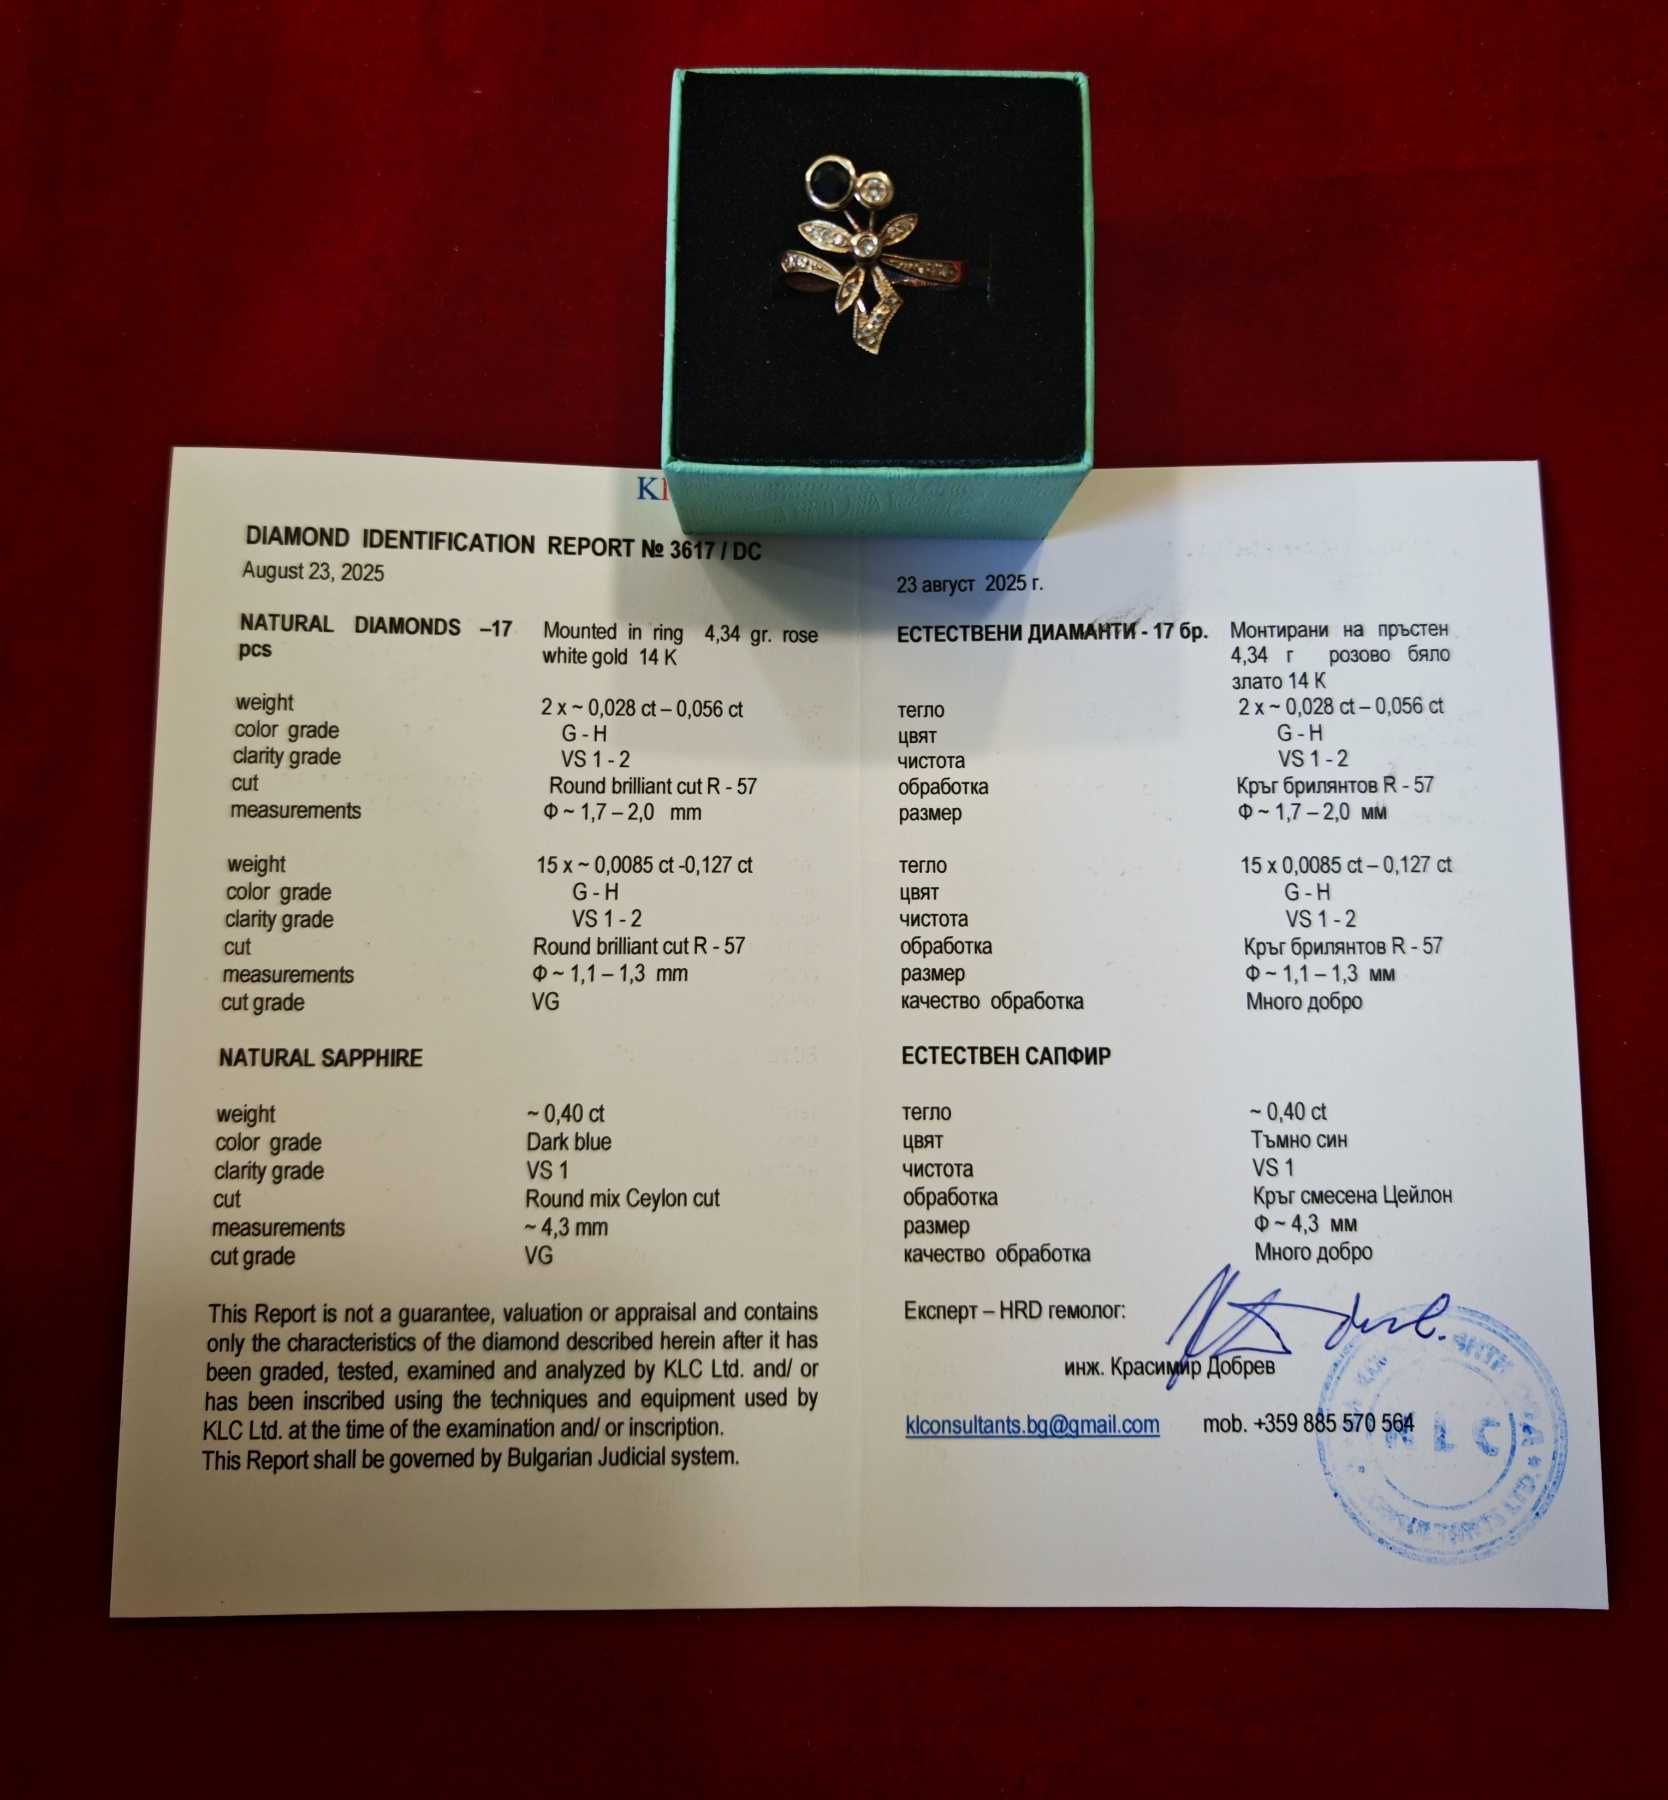 DIAMOND IDENTIFICATION REPORT № 3617 / DC
August 23, 2025
NATURAL DIAMONDS –17 pcs
Mounted in ring 4,34 gr. rose
white gold 14 K
weight 2 x ~ 0,028 ct – 0,056 ct
color grade G - H
clarity grade VS 1 - 2
cut Round brilliant cut R - 57
measurements Φ ~ 1,7 – 2,0 mm
weight 15 x ~ 0,0085 ct -0,127 ct
color grade G - H
clarity grade VS 1 - 2
cut Round brilliant cut R - 57
measurements Φ ~ 1,1 – 1,3 mm
cut grade VG
NATURAL SAPPHIRE
weight ~ 0,40 ct
color grade Dark blue
clarity grade VS 1
cut Round mix Ceylon cut
measurements ~ 4,3 mm
cut grade VG
This Report is not a guarantee, valuation or appraisal and contains
only the characteristics of the diamond described herein after it has
been graded, tested, examined and analyzed by KLC Ltd. and/ or
has been inscribed using the techniques and equipment used by
KLC Ltd. at the time of the examination and/ or inscription.
This Report shall be governed by Bulgarian Judicial system.
23 август 2025 г.
ЕСТЕСТВЕНИ ДИАМАНТИ - 17 бр.
Монтирани на пръстен
4,34 г розово бяло
злато 14 К
тегло 2 x ~ 0,028 ct – 0,056 ct
цвят G - H
чистота VS 1 - 2
обработка Кръг брилянтов R - 57
размер Φ ~ 1,7 – 2,0 мм
тегло 15 x 0,0085 ct – 0,127 ct
цвят G - H
чистота VS 1 - 2
обработка Кръг брилянтов R - 57
размер Φ ~ 1,1 – 1,3 мм
качество обработка Много добро
ЕСТЕСТВЕН САПФИР
тегло ~ 0,40 ct
цвят Тъмно син
чистота VS 1
обработка Кръг смесена Цейлон
размер Φ ~ 4,3 мм
качество обработка Много добро
Експерт – HRD гемолог:
инж. Красимир Добрев
klconsultants.bg@gmail.com mob. +359 885 570 564
KLC